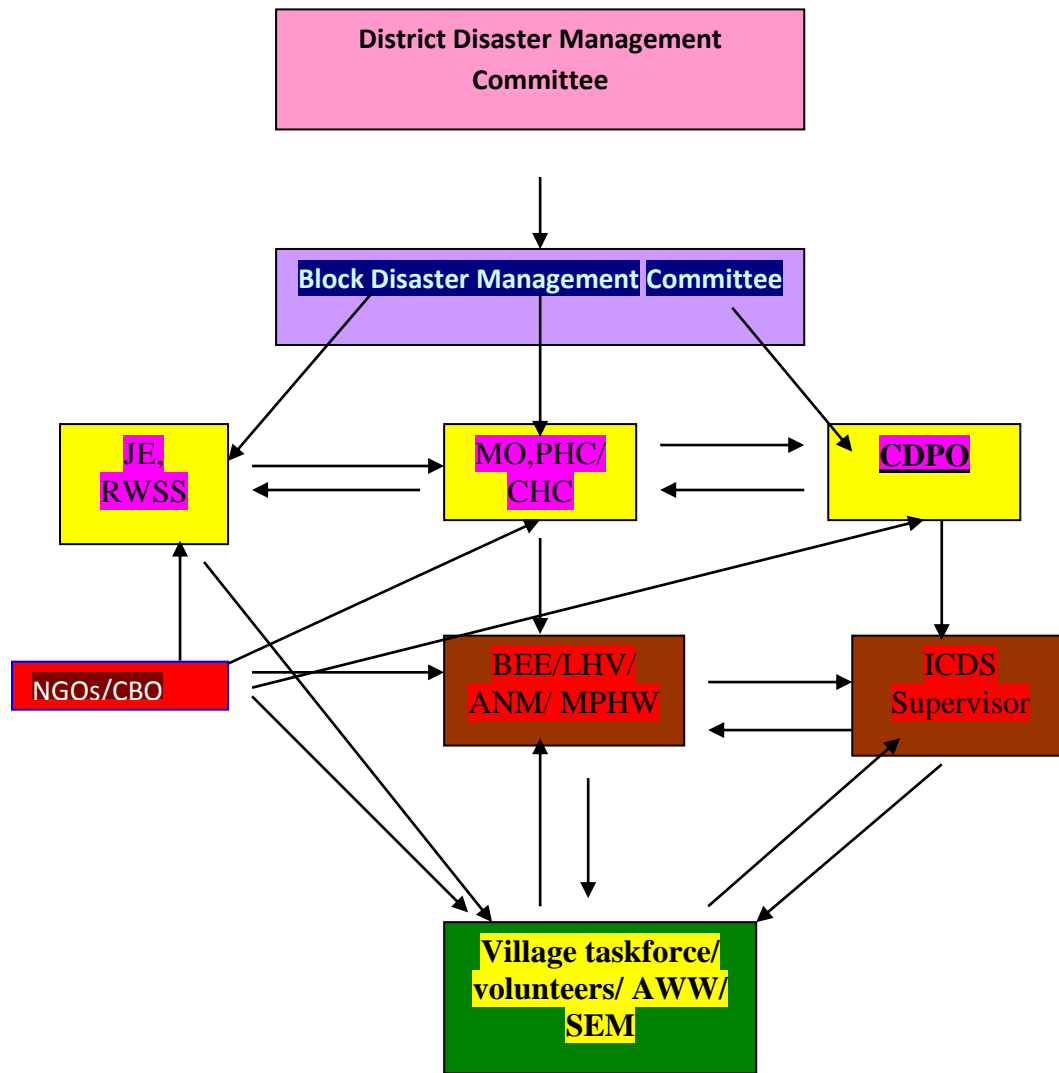 District Disaster Management
Committee
Block Disaster Management Committee
JE,
RWSS
MO,PHC/
CHC
CDPO
NGOs/CBO
BEE/LHV/
ANM/ MPHW
ICDS
Supervisor
Village taskforce/
volunteers/ AWW/
SEM